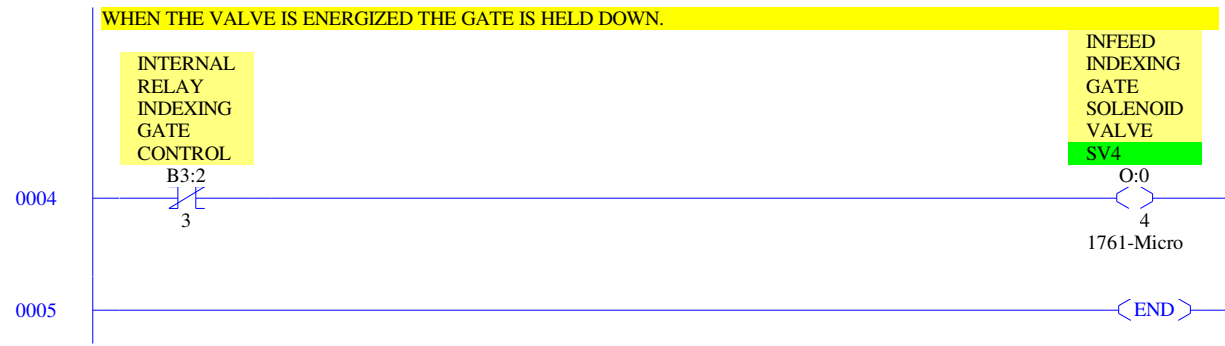 WHEN THE VALVE IS ENERGIZED THE GATE IS HELD DOWN.
INTERNAL
RELAY
INDEXING
GATE
CONTROL
B3:2
3
INFEED
INDEXING
GATE
SOLENOID
VALVE
SV4
O:0
4
1761-Micro
0004
0005
END